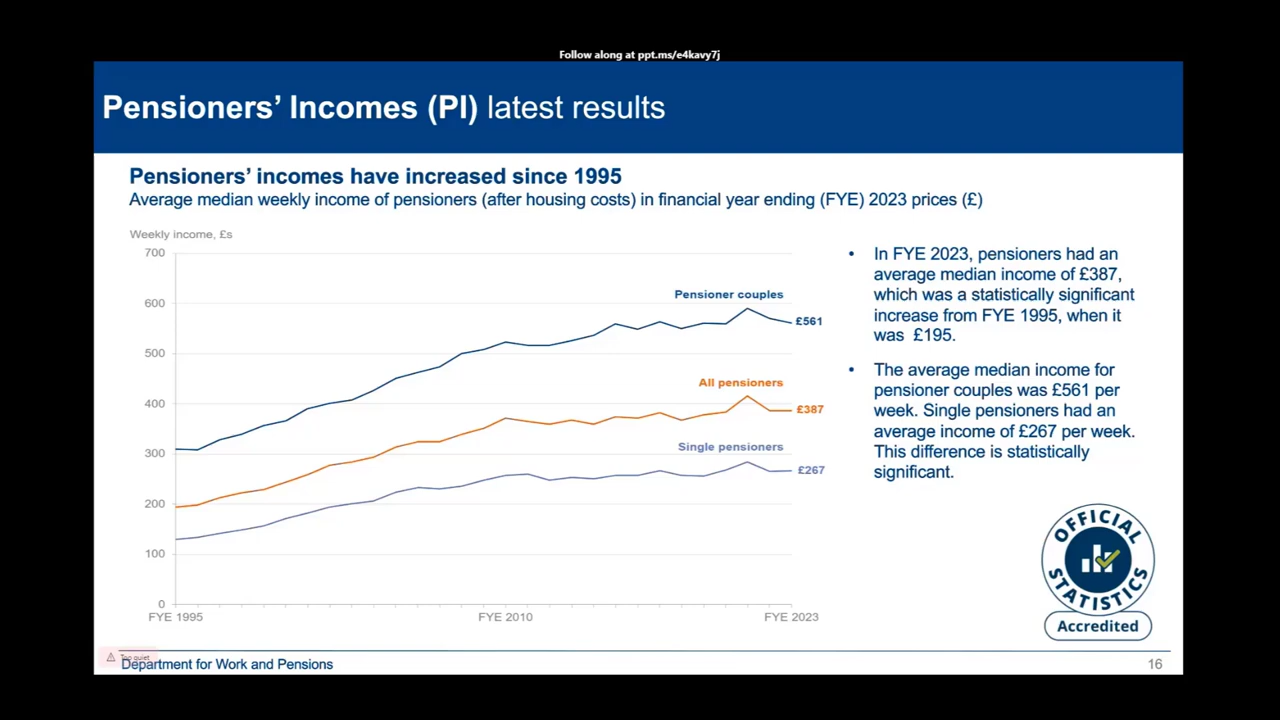 Follow along at ppt.ms/e4kavy7j
Pensioners’ Incomes (PI) latest results
Pensioners’ incomes have increased since 1995
Average median weekly income of pensioners (after housing costs) in financial year ending (FYE) 2023 prices (£)
Weekly income, £s
700
600
500
400
300
200
100
0
FYE 1995
FYE 2010
FYE 2023
Pensioner couples
£561
All pensioners
£387
Single pensioners
£267
• In FYE 2023, pensioners had an
average median income of £387,
which was a statistically significant
increase from FYE 1995, when it
was £195.
• The average median income for
pensioner couples was £561 per
week. Single pensioners had an
average income of £267 per week.
This difference is statistically
significant.
OFFICIAL
STATISTICS
Accredited
Too quiet
Department for Work and Pensions
16